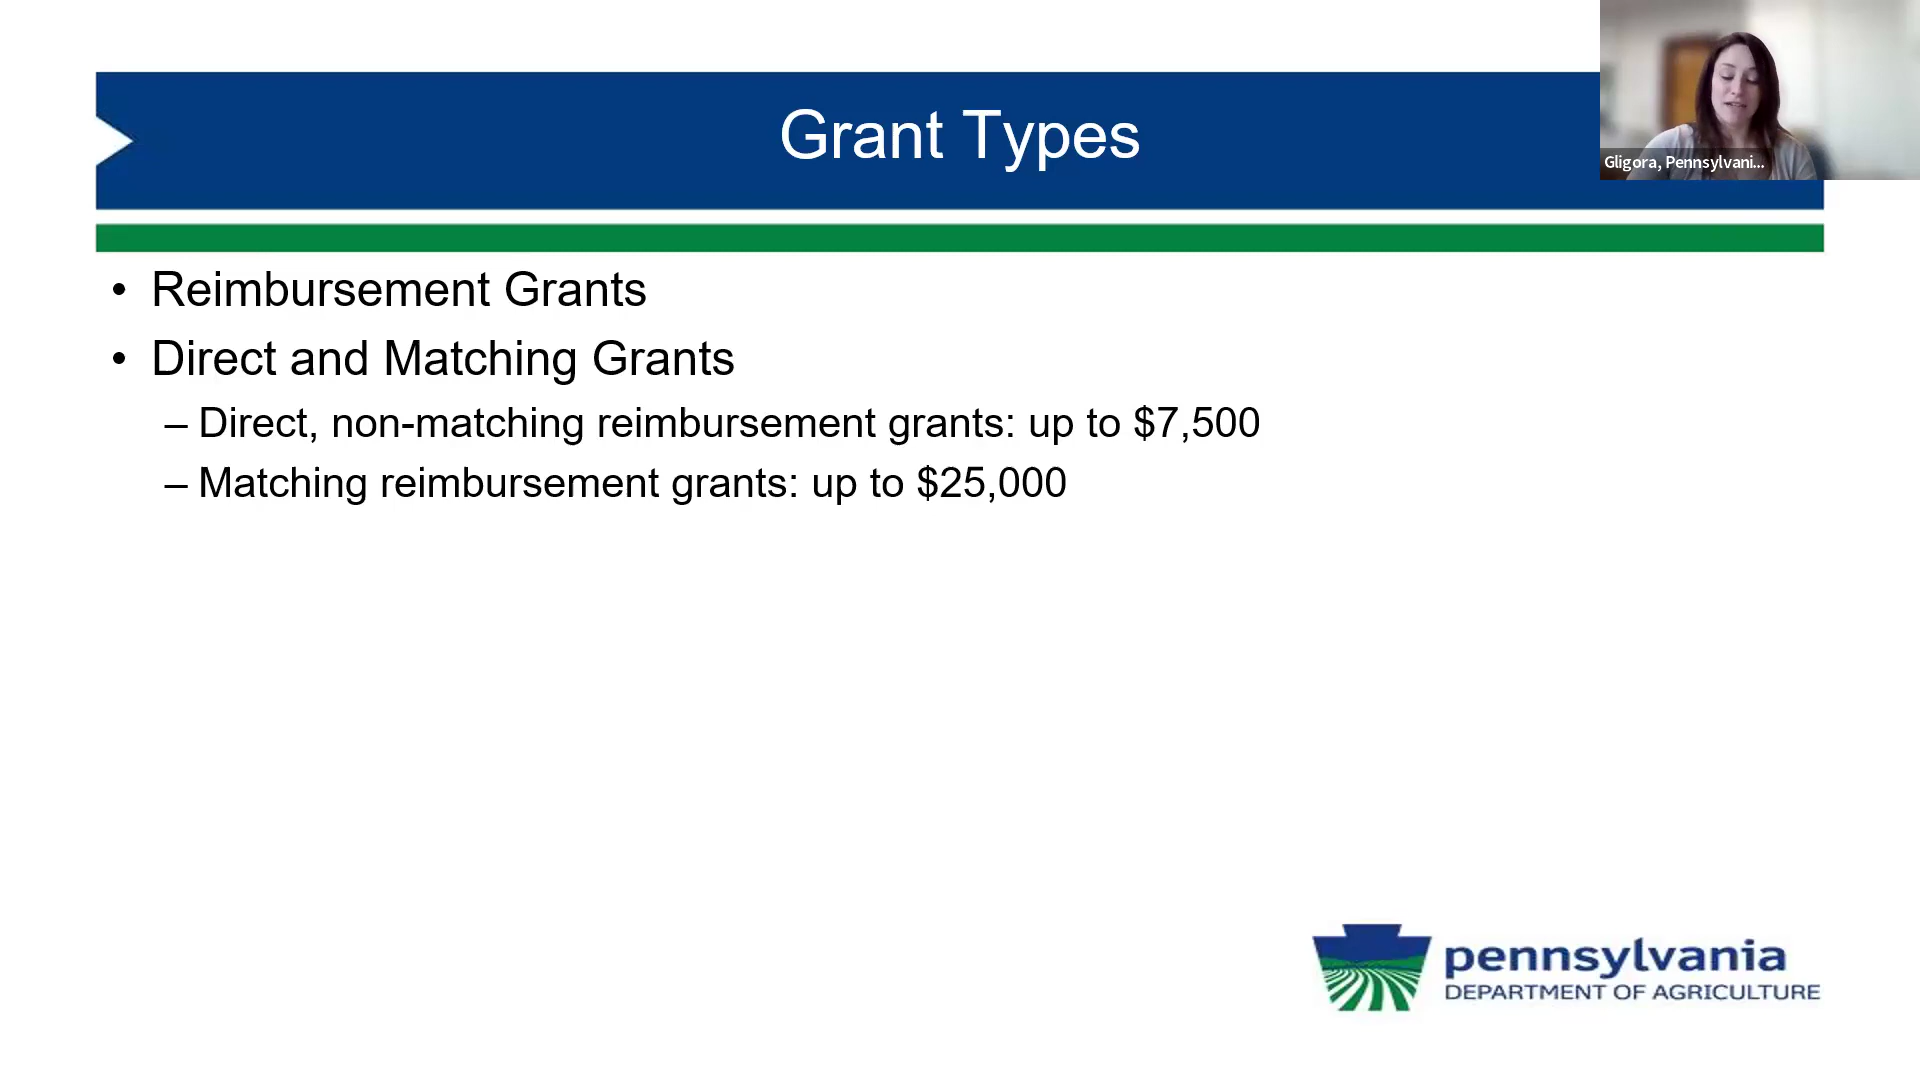 Grant Types
Gligora, Pennsylvani...
• Reimbursement Grants
• Direct and Matching Grants
– Direct, non-matching reimbursement grants: up to $7,500
– Matching reimbursement grants: up to $25,000
pennsylvania
DEPARTMENT OF AGRICULTURE